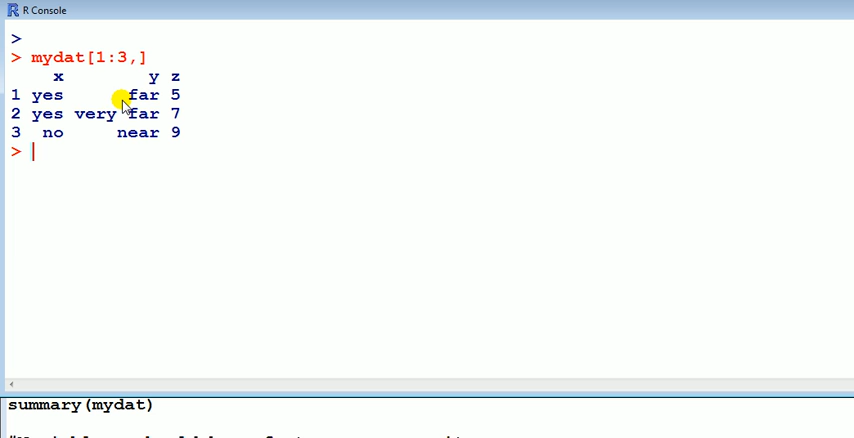 R Console
>
> mydat[1:3,]
x y z
1 yes far 5
2 yes very far 7
3 no near 9
>
summary(mydat)